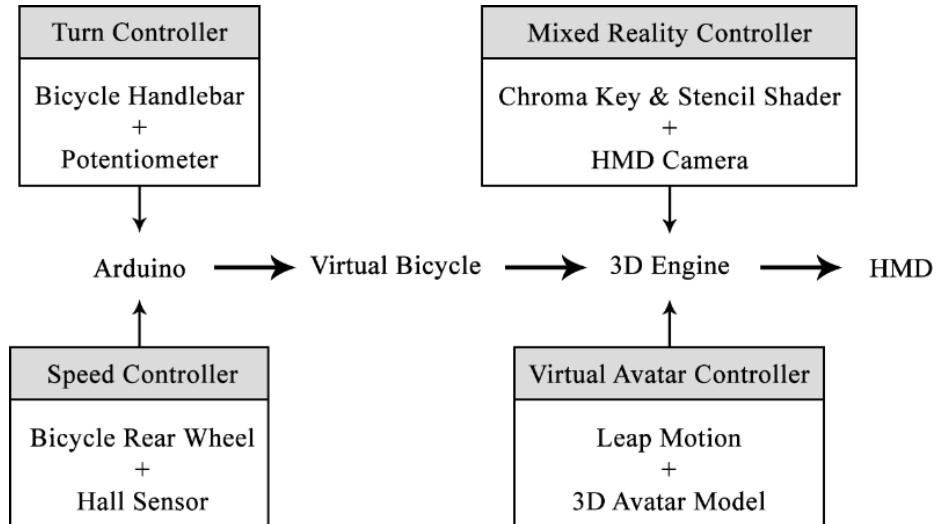 Turn Controller
Bicycle Handlebar
+
Potentiometer
Mixed Reality Controller
Chroma Key & Stencil Shader
+
HMD Camera
Arduino
Virtual Bicycle
3D Engine
HMD
Speed Controller
Bicycle Rear Wheel
+
Hall Sensor
Virtual Avatar Controller
Leap Motion
+
3D Avatar Model